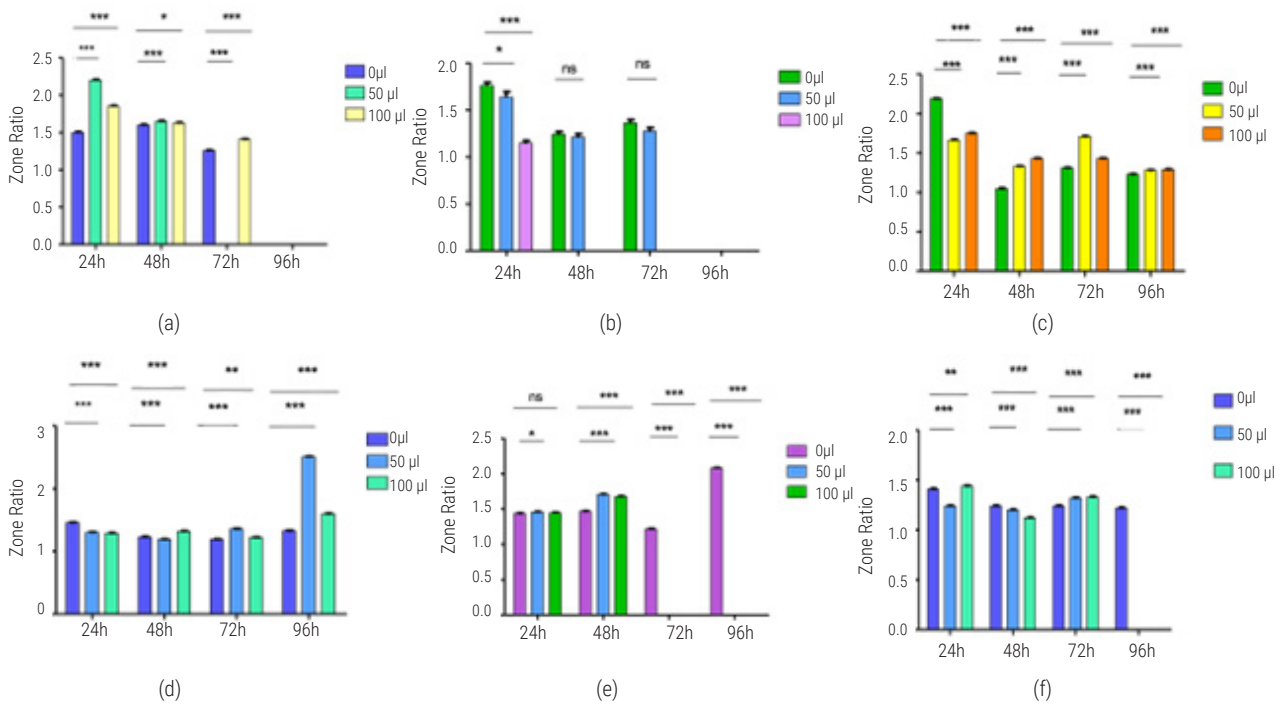 *** * ***
*** *** ***
2.5
2.0
1.5
1.0
0.5
0.0
Zone Ratio
24h 48h 72h 96h
0µl
50 µl
100 µl
(a)
***
* ns ns
2.0
1.5
1.0
0.5
0.0
Zone Ratio
24h 48h 72h 96h
0µl
50 µl
100 µl
(b)
*** *** *** ***
*** *** *** ***
2.5
2.0
1.5
1.0
0.5
0.0
Zone Ratio
24h 48h 72h 96h
0µl
50 µl
100 µl
(c)
*** *** ** ***
*** *** *** ***
3
2
1
0
Zone Ratio
24h 48h 72h 96h
0µl
50 µl
100 µl
(d)
ns *** *** ***
* *** *** ***
2.5
2.0
1.5
1.0
0.5
0.0
Zone Ratio
24h 48h 72h 96h
0µl
50 µl
100 µl
(e)
** *** *** ***
*** *** *** ***
2.0
1.5
1.0
0.5
0.0
Zone Ratio
24h 48h 72h 96h
0µl
50 µl
100 µl
(f)